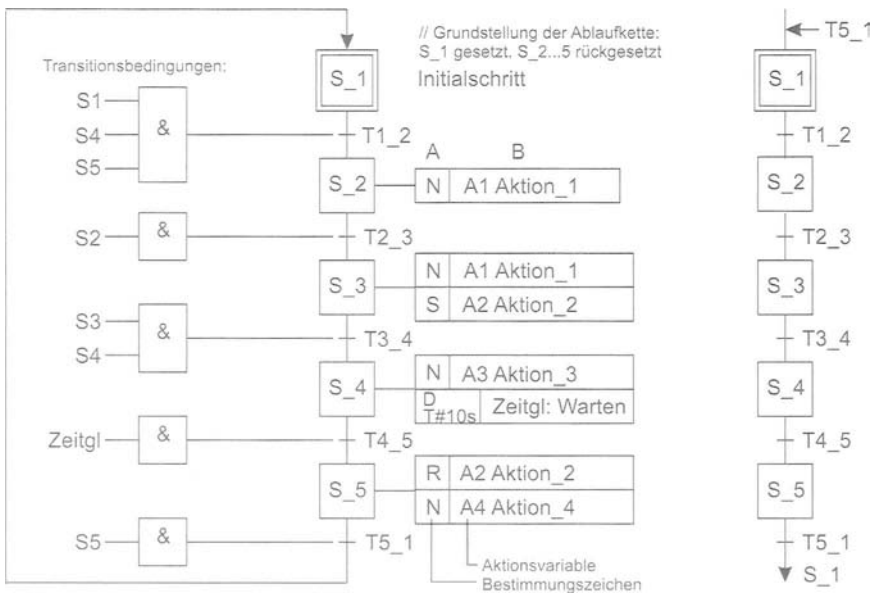 // Grundstellung der Ablaufkette:
S_1 gesetzt, S_2...5 rückgesetzt
Initialschritt
Transitionsbedingungen:
S_1
S1
S4
S5
&
T1_2
A B
S_2
N A1 Aktion_1
S2
&
T2_3
S_3
N A1 Aktion_1
S A2 Aktion_2
S3
S4
&
T3_4
S_4
N A3 Aktion_3
D
T#10s
Zeitgl: Warten
Zeitgl
&
T4_5
S_5
R A2 Aktion_2
N A4 Aktion_4
S5
&
T5_1
Aktionsvariable
Bestimmungszeichen
T5_1
S_1
T1_2
S_2
T2_3
S_3
T3_4
S_4
T4_5
S_5
T5_1
S_1